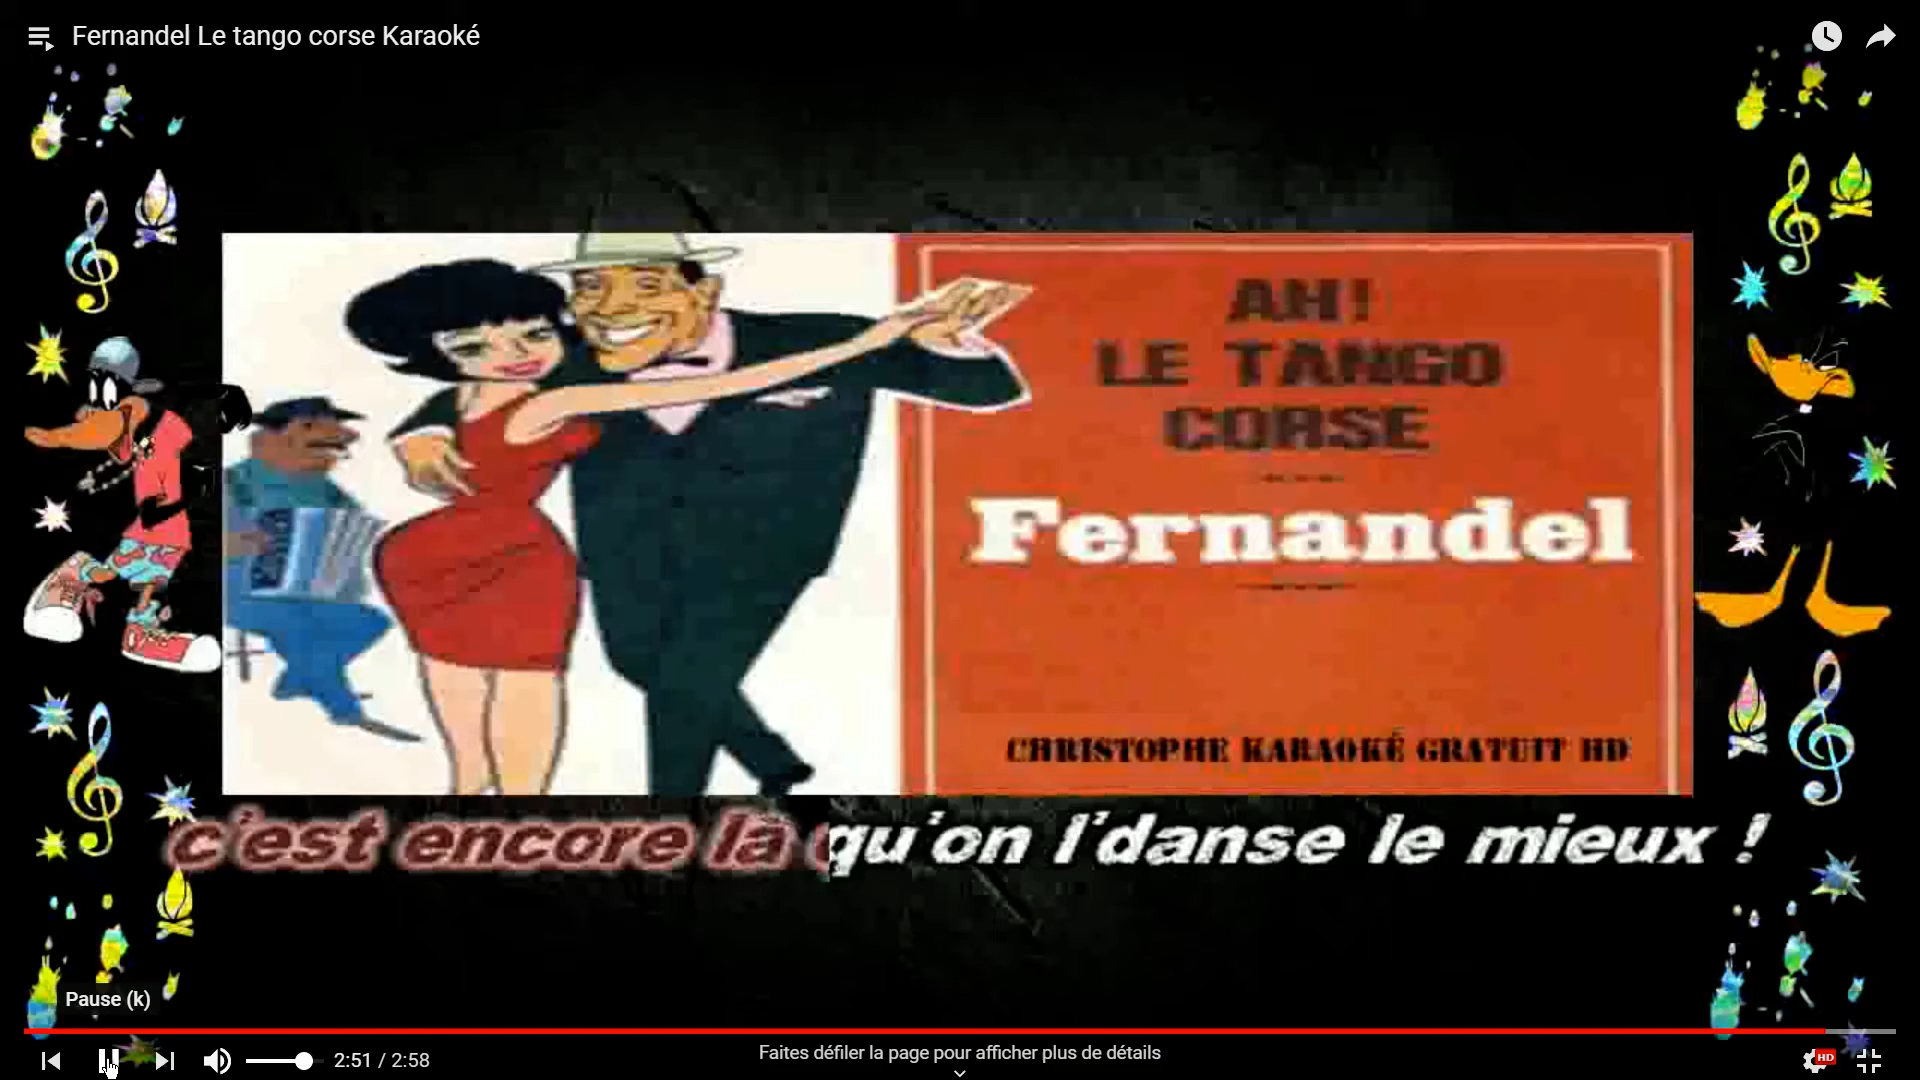 Fernandel Le tango corse Karaoké
AH!
LE TANGO
CORSE
Fernandel
CHRISTOPHE KARAOKÉ GRATUIT HD
c'est encore là qu'on l'danse le mieux !
Pause (k)
2:51 / 2:58
Faites défiler la page pour afficher plus de détails
HD